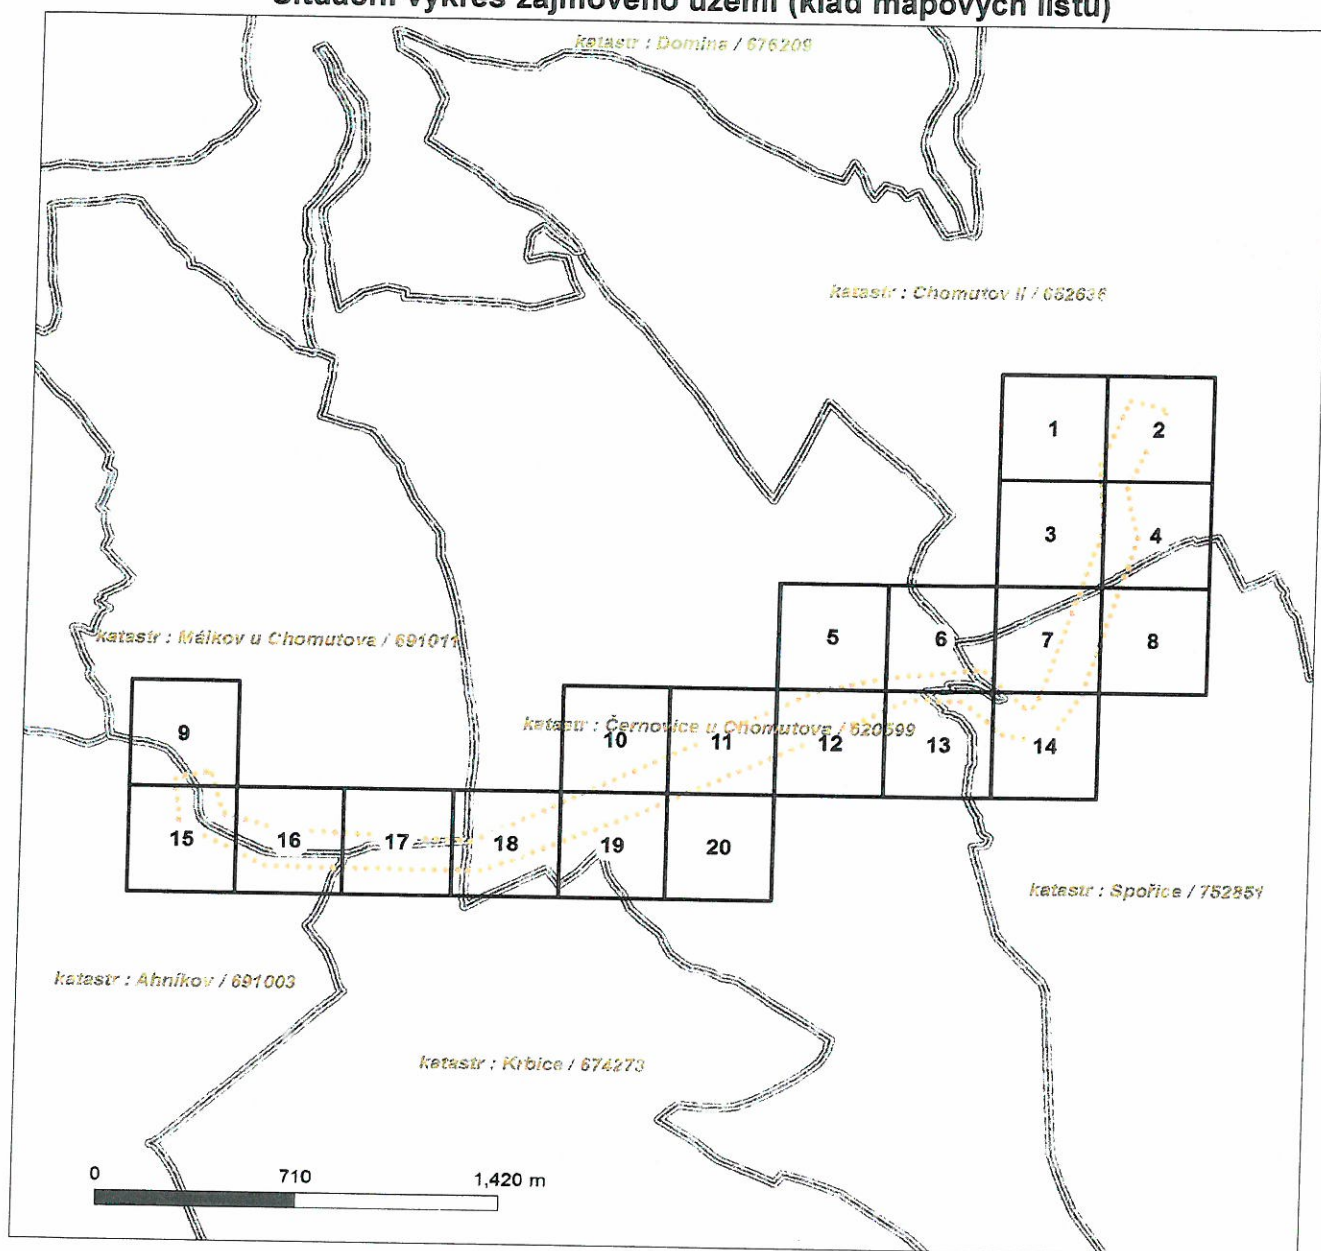 Situační výkres zájmového území (klad mapových listů)
katastr : Domina / 676209
katastr : Chomutov II / 652636
1
2
3
4
5
6
7
8
katastr : Málkov u Chomutova / 691011
9
katastr : Černovice u Chomutova / 620599
10
11
12
13
14
15
16
17
18
19
20
katastr : Spořice / 752851
katastr : Ahníkov / 691003
katastr : Krbice / 674273
0
710
1,420 m